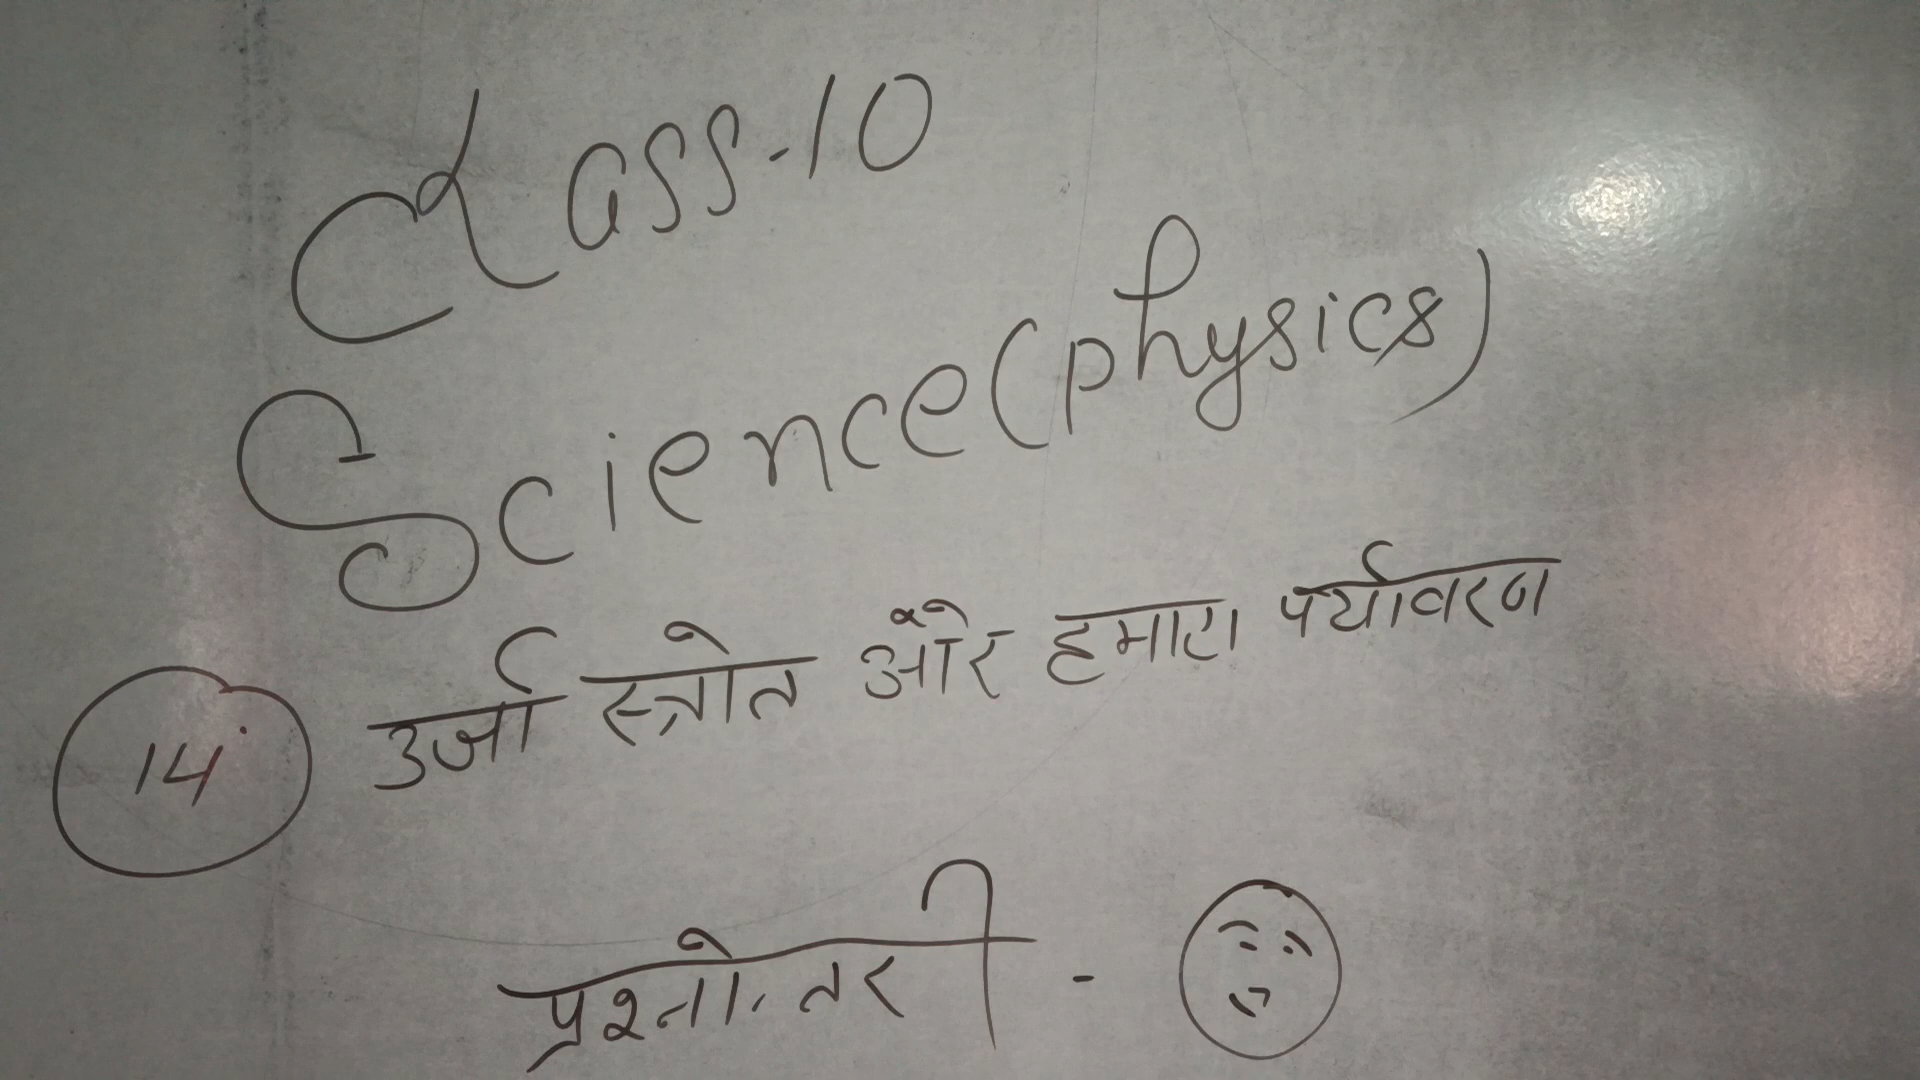 Class-10
Science(physics)
14 उर्जा स्त्रोत और हमारा पर्यावरण
प्रश्नोत्तरी -